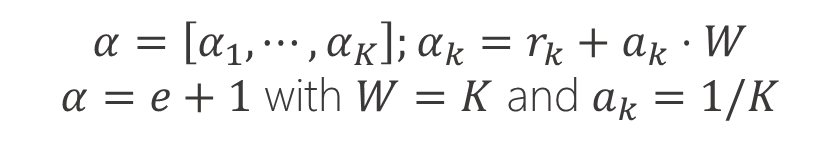 α = [α₁, ⋯ , α_K]; α_k = r_k + a_k ⋅ W
α = e + 1 with W = K and a_k = 1/K